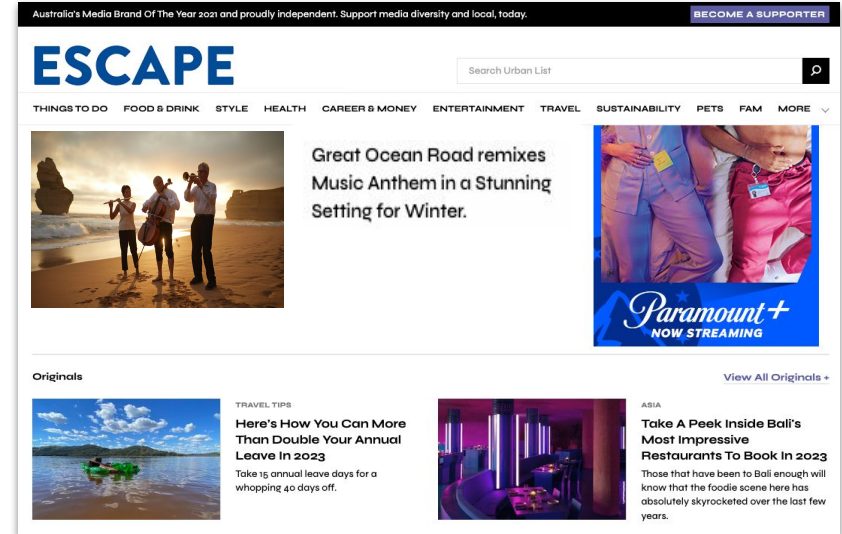 Australia's Media Brand Of The Year 2021 and proudly independent. Support media diversity and local, today.
BECOME A SUPPORTER
ESCAPE
Search Urban List
THINGS TO DO FOOD & DRINK STYLE HEALTH CAREER & MONEY ENTERTAINMENT TRAVEL SUSTAINABILITY PETS FAM MORE
Great Ocean Road remixes
Music Anthem in a Stunning
Setting for Winter.
Paramount+
NOW STREAMING
Originals
View All Originals +
TRAVEL TIPS
Here's How You Can More
Than Double Your Annual
Leave In 2023
Take 15 annual leave days for a
whopping 40 days off.
ASIA
Take A Peek Inside Bali's
Most Impressive
Restaurants To Book In 2023
Those that have been to Bali enough will
know that the foodie scene here has
absolutely skyrocketed over the last few
years.